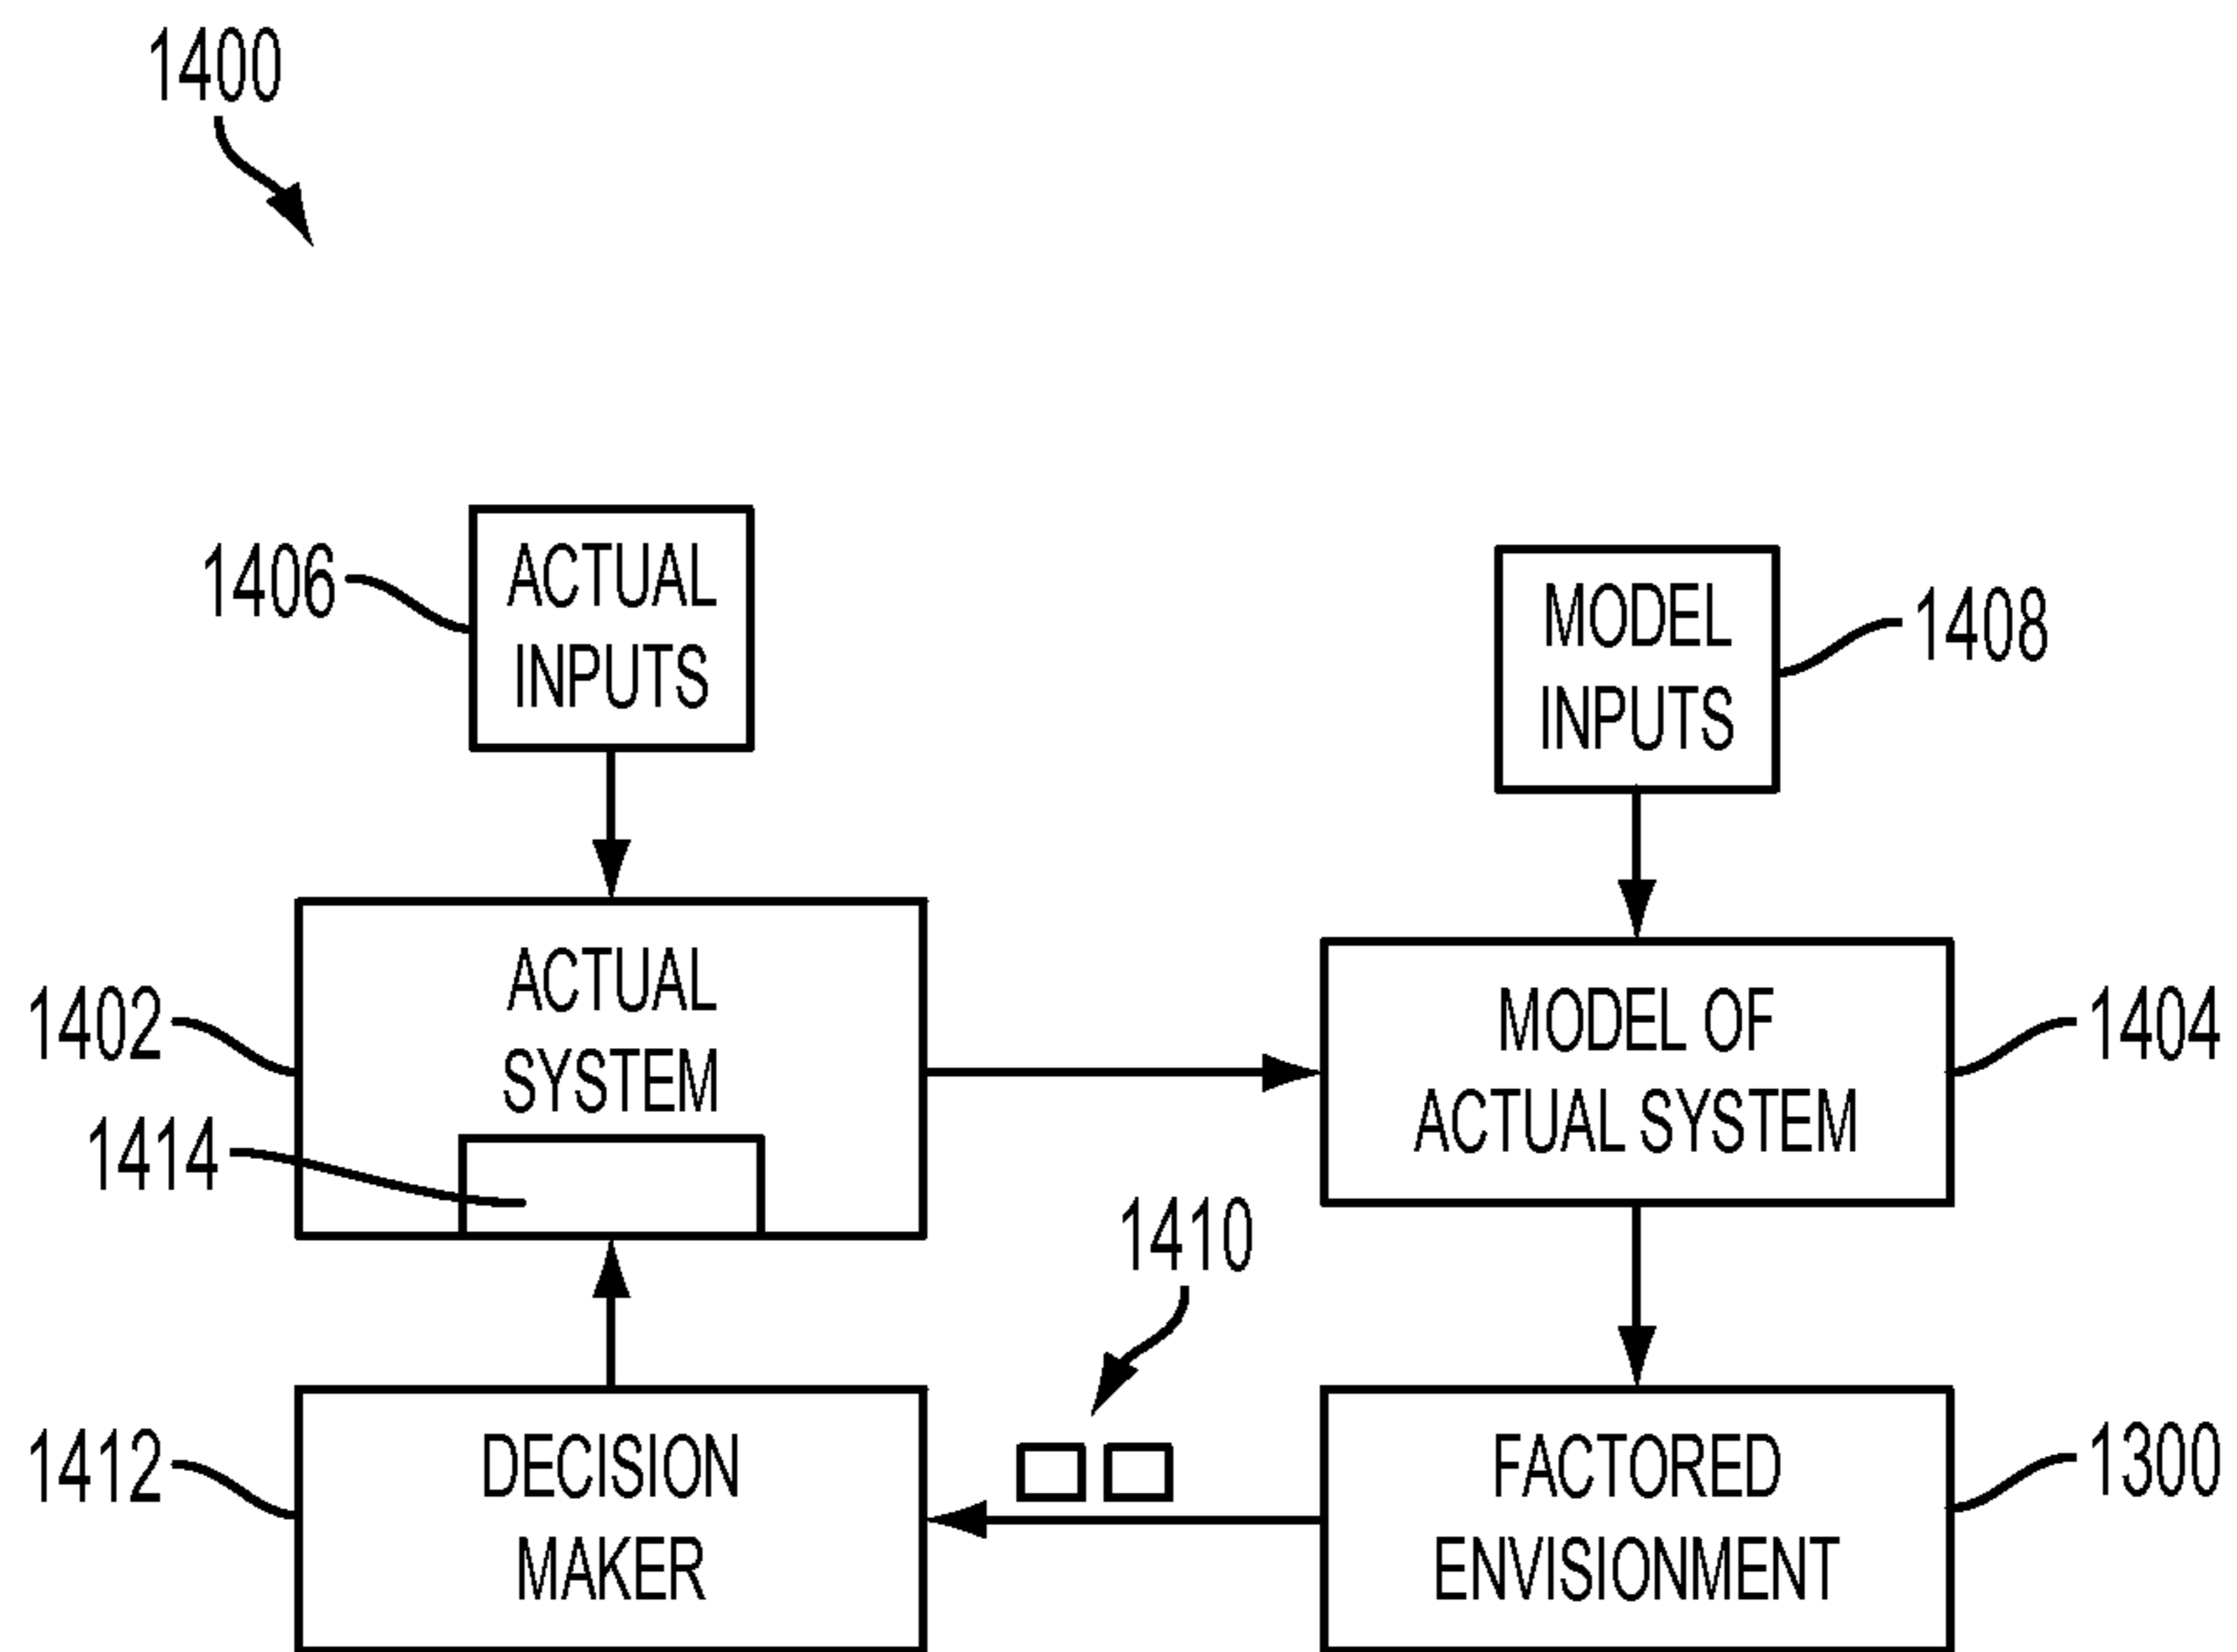 1400
1406
ACTUAL
INPUTS
MODEL
INPUTS
1408
1402
ACTUAL
SYSTEM
1414
MODEL OF
ACTUAL SYSTEM
1404
1410
1412
DECISION
MAKER
FACTORED
ENVISIONMENT
1300